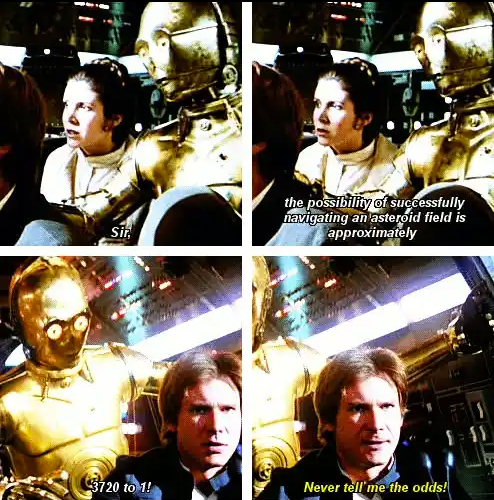 Sir,
the possibility of successfully
navigating an asteroid field is
approximately
3720 to 1!
Never tell me the odds!